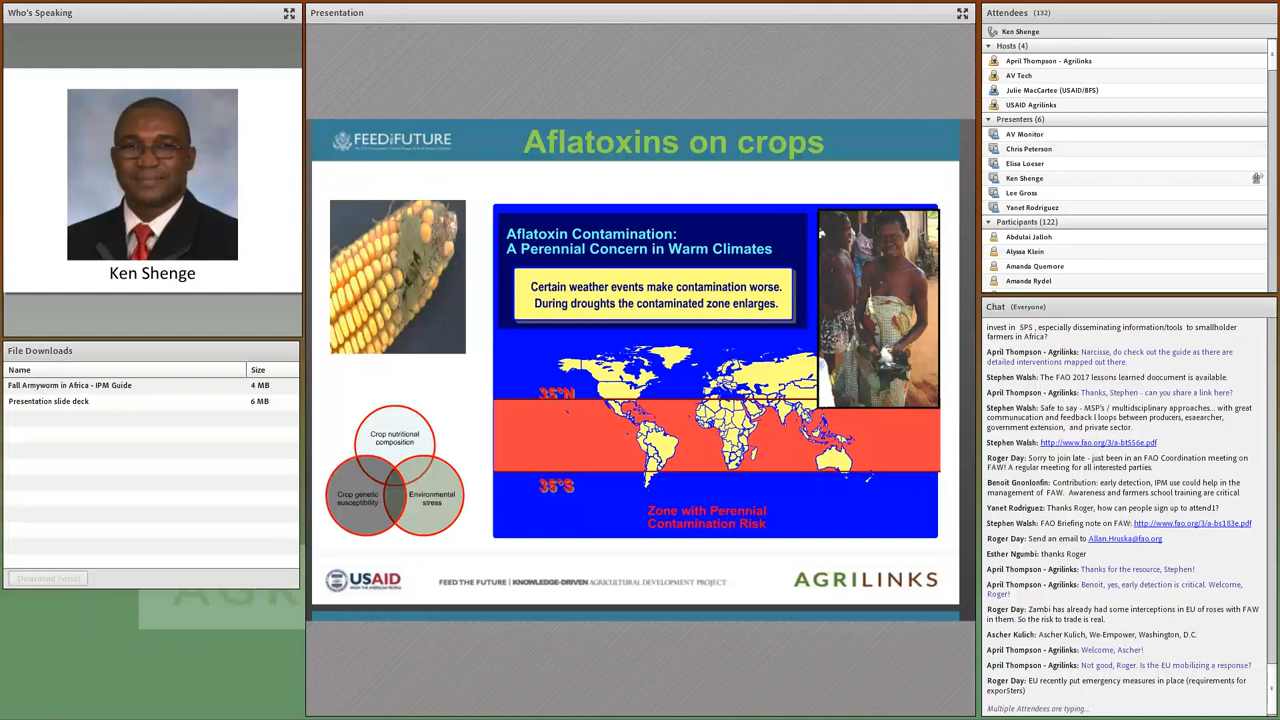 Who's Speaking
Ken Shenge
File Downloads
Name
Size
Fall Armyworm in Africa - IPM Guide
4 MB
Presentation slide deck
6 MB
Download File(s)
Presentation
FEED THE FUTURE
Aflatoxins on crops
Aflatoxin Contamination:
A Perennial Concern in Warm Climates
Certain weather events make contamination worse.
During droughts the contaminated zone enlarges.
35°N
35°S
Zone with Perennial
Contamination Risk
Crop nutritional
composition
Crop genetic
susceptibility
Environmental
stress
USAID
FROM THE AMERICAN PEOPLE
FEED THE FUTURE | KNOWLEDGE-DRIVEN AGRICULTURAL DEVELOPMENT PROJECT
AGRILINKS
Attendees (132)
Ken Shenge
Hosts (4)
April Thompson - Agrilinks
AV Tech
Julie MacCartee (USAID/BFS)
USAID Agrilinks
Presenters (6)
AV Monitor
Chris Peterson
Elisa Loeser
Ken Shenge
Lee Gross
Yanet Rodriguez
Participants (122)
Abdulai Jalloh
Alyssa Klein
Amanda Quemore
Amanda Rydel
Chat (Everyone)
invest in SPS , especially disseminating information/tools to smallholder
farmers in Africa?
April Thompson - Agrilinks: Narcisse, do check out the guide as there are
detailed interventions mapped out there.
Stephen Walsh: The FAO 2017 lessons learned doocument is available.
April Thompson - Agrilinks: Thanks, Stephen - can you share a link here?
Stephen Walsh: Safe to say - MSP's / multidsciplinary approaches... with great
communcation and feedback l loops between producers, esaearcher,
government extension, and private sector.
Stephen Walsh: http://www.fao.org/3/a-bt556e.pdf
Roger Day: Sorry to join late - just been in an FAO Coordination meeting on
FAW! A regular meeting for all interested parties.
Benoit Gnonlonfin: Contribution: early detection, IPM use could help in the
management of FAW. Awareness and farmers school training are critical
Yanet Rodriguez: Thanks Roger, how can people sign up to attend1?
Stephen Walsh: FAO Briefing note on FAW: http://www.fao.org/3/a-bs183e.pdf
Roger Day: Send an email to Allan.Hruska@fao.org
Esther Ngumbi: thanks Roger
April Thompson - Agrilinks: Thanks for the resource, Stephen!
April Thompson - Agrilinks: Benoit, yes, early detection is critical. Welcome,
Roger!
Roger Day: Zambi has already had some interceptions in EU of roses with FAW
in them. So the risk to trade is real.
Ascher Kulich: Ascher Kulich, We-Empower, Washington, D.C.
April Thompson - Agrilinks: Welcome, Ascher!
April Thompson - Agrilinks: Not good, Roger. Is the EU mobilizing a response?
Roger Day: EU recently put emergency measures in place (requirements for
exporSters)
Multiple Attendees are typing...